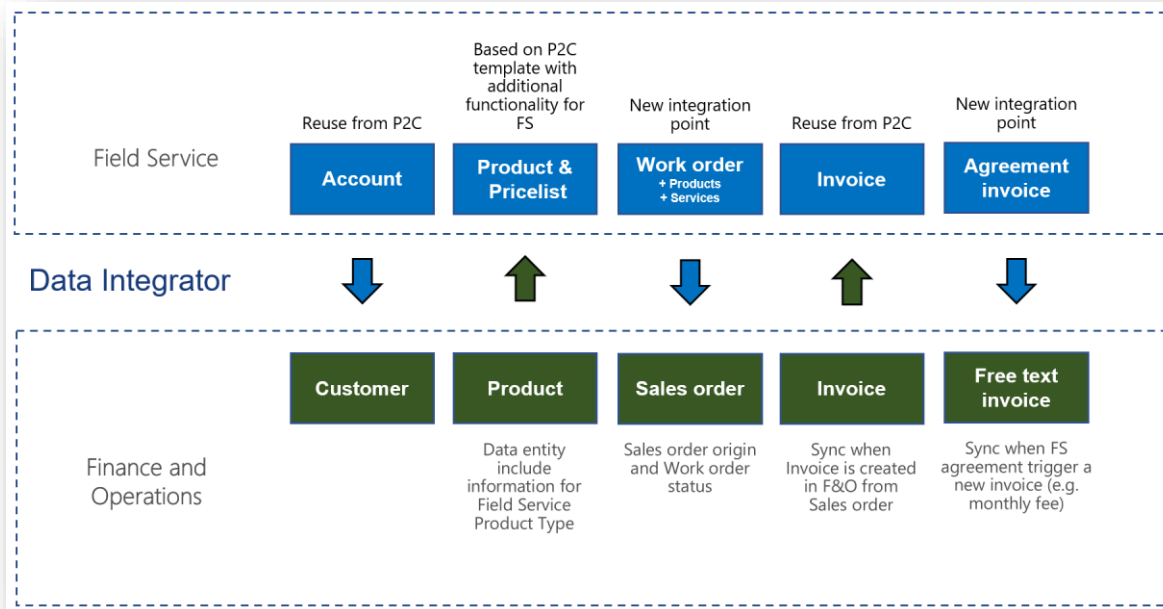 Based on P2C
template with
additional
functionality for
FS
Reuse from P2C
New integration
point
Reuse from P2C
New integration
point
Field Service
Account
Product &
Pricelist
Work order
+ Products
+ Services
Invoice
Agreement
invoice
Data Integrator
Customer
Product
Sales order
Invoice
Free text
invoice
Finance and
Operations
Data entity
include
information for
Field Service
Product Type
Sales order origin
and Work order
status
Sync when
Invoice is created
in F&O from
Sales order
Sync when FS
agreement trigger a
new invoice (e.g.
monthly fee)